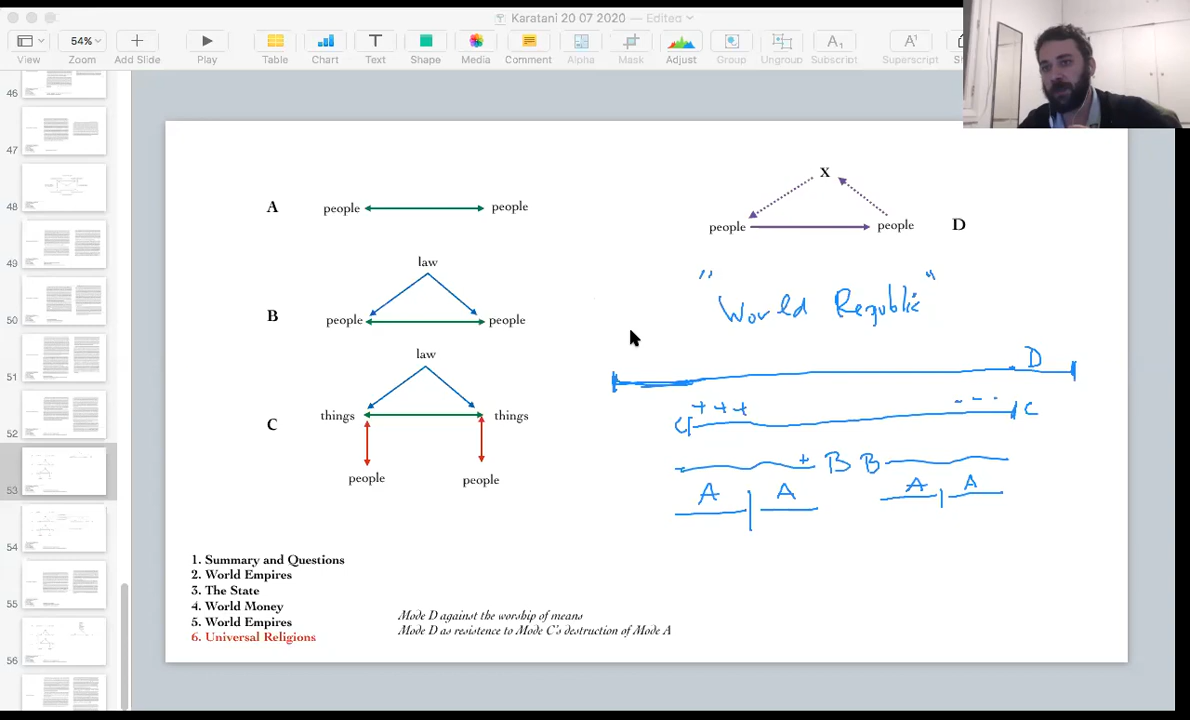 Karatani 20 07 2020 — Edited
54%
View
Zoom
Add Slide
Play
Table
Chart
Text
Shape
Media
Comment
Alpha
Mask
Adjust
Group
Ungroup
Subscript
Superscript
46
47
48
49
50
51
52
53
54
55
56
A
people
people
law
B
people
people
law
C
things
things
people
people
X
people
people
D
"World Republic"
D
+ + +
- - -
C
C
+
B
B
A
A
A
A
1. Summary and Questions
2. World Empires
3. The State
4. World Money
5. World Empires
6. Universal Religions
Mode D against the worship of means
Mode D as resistence to Mode C's destruction of Mode A